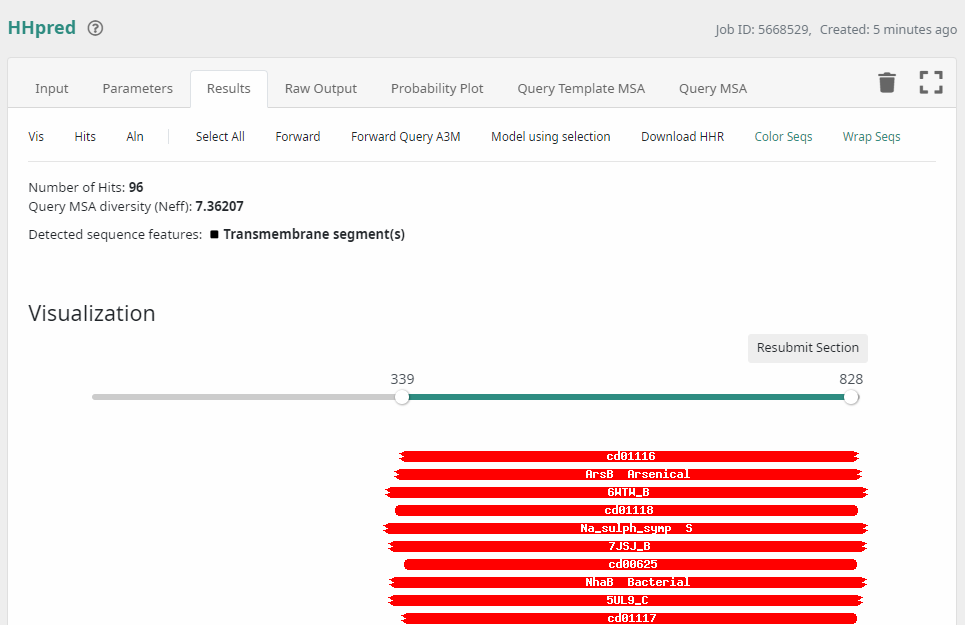 HHpred ?
Job ID: 5668529, Created: 5 minutes ago
Input Parameters Results Raw Output Probability Plot Query Template MSA Query MSA
Vis Hits Aln Select All Forward Forward Query A3M Model using selection Download HHR Color Seqs Wrap Seqs
Number of Hits: 96
Query MSA diversity (Neff): 7.36207
Detected sequence features: Transmembrane segment(s)
Visualization
Resubmit Section
339 828
cd01116
ArsB Arsenical
6WTW_B
cd01118
Na_sulph_symp S
7JSJ_B
cd00625
NhaB Bacterial
5UL9_C
cd01117